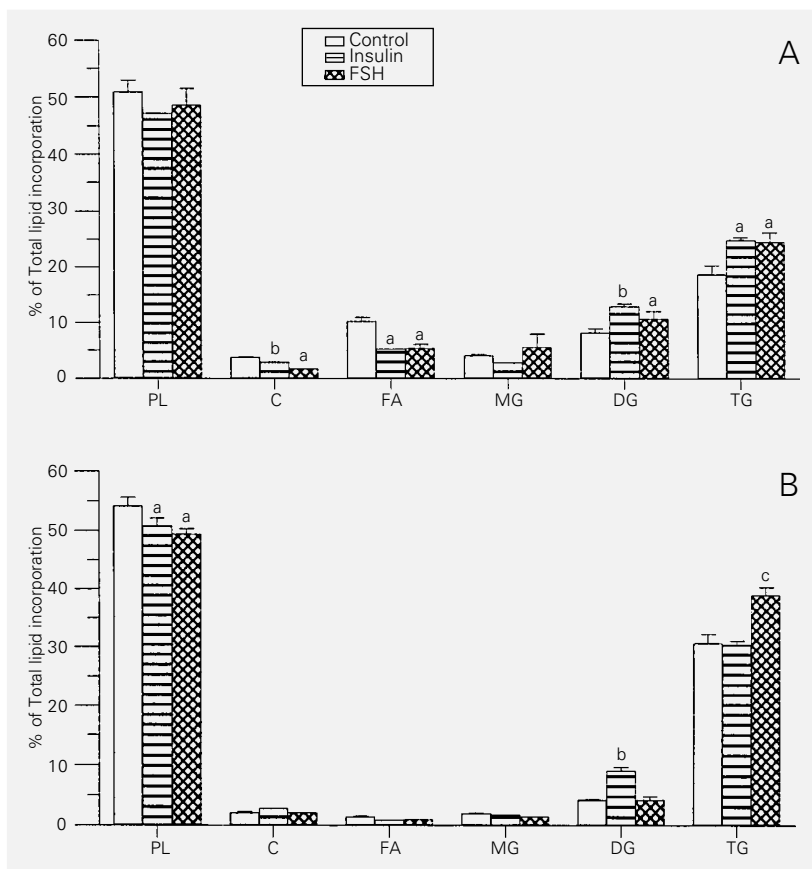 A
Control
Insulin
FSH
% of Total lipid incorporation
60
50
40
30
20
10
0
b
a
a
a
b
a
a
a
PL
C
FA
MG
DG
TG
B
% of Total lipid incorporation
60
50
40
30
20
10
0
a
a
b
c
PL
C
FA
MG
DG
TG